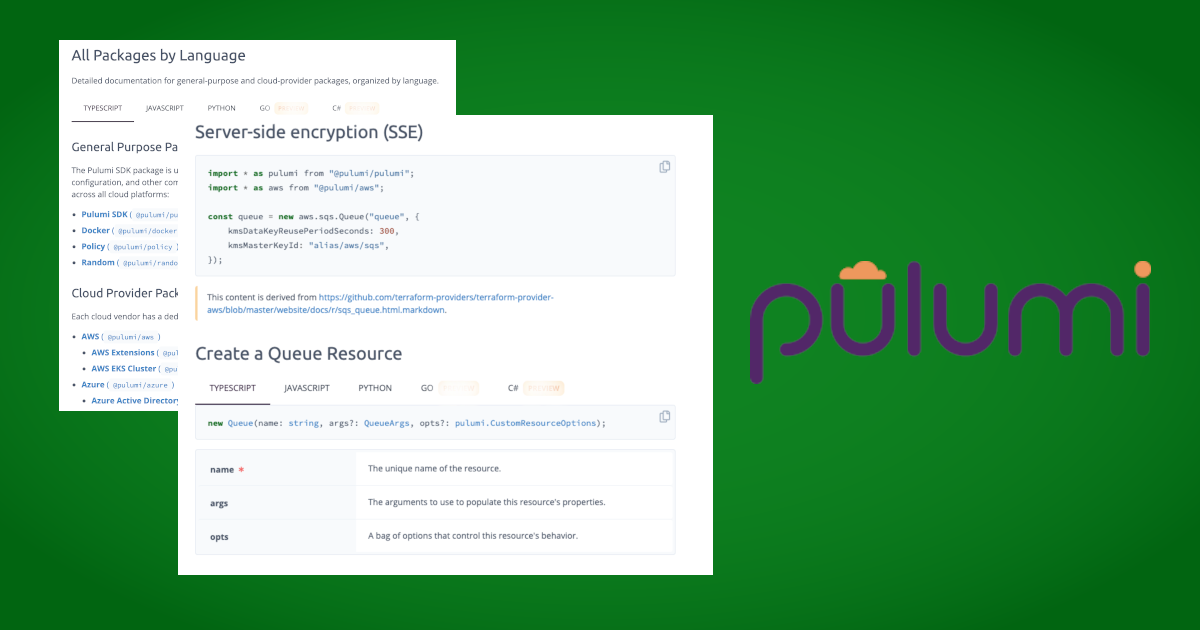 All Packages by Language
Detailed documentation for general-purpose and cloud-provider packages, organized by language.
TYPESCRIPT JAVASCRIPT PYTHON GO PREVIEW C# PREVIEW
General Purpose Pa
The Pulumi SDK package is u
configuration, and other com
across all cloud platforms:
• Pulumi SDK ( @pulumi/pu
• Docker ( @pulumi/docker
• Policy ( @pulumi/policy )
• Random ( @pulumi/rando
Cloud Provider Pack
Each cloud vendor has a ded
• AWS ( @pulumi/aws )
• AWS Extensions ( @pul
• AWS EKS Cluster ( @pu
• Azure ( @pulumi/azure )
• Azure Active Directory
Server-side encryption (SSE)
import * as pulumi from "@pulumi/pulumi";
import * as aws from "@pulumi/aws";
const queue = new aws.sqs.Queue("queue", {
kmsDataKeyReusePeriodSeconds: 300,
kmsMasterKeyId: "alias/aws/sqs",
});
This content is derived from https://github.com/terraform-providers/terraform-provider-
aws/blob/master/website/docs/r/sqs_queue.html.markdown.
Create a Queue Resource
TYPESCRIPT JAVASCRIPT PYTHON GO PREVIEW C# PREVIEW
new Queue(name: string, args?: QueueArgs, opts?: pulumi.CustomResourceOptions);
name * The unique name of the resource.
args The arguments to use to populate this resource's properties.
opts A bag of options that control this resource's behavior.
pulumi